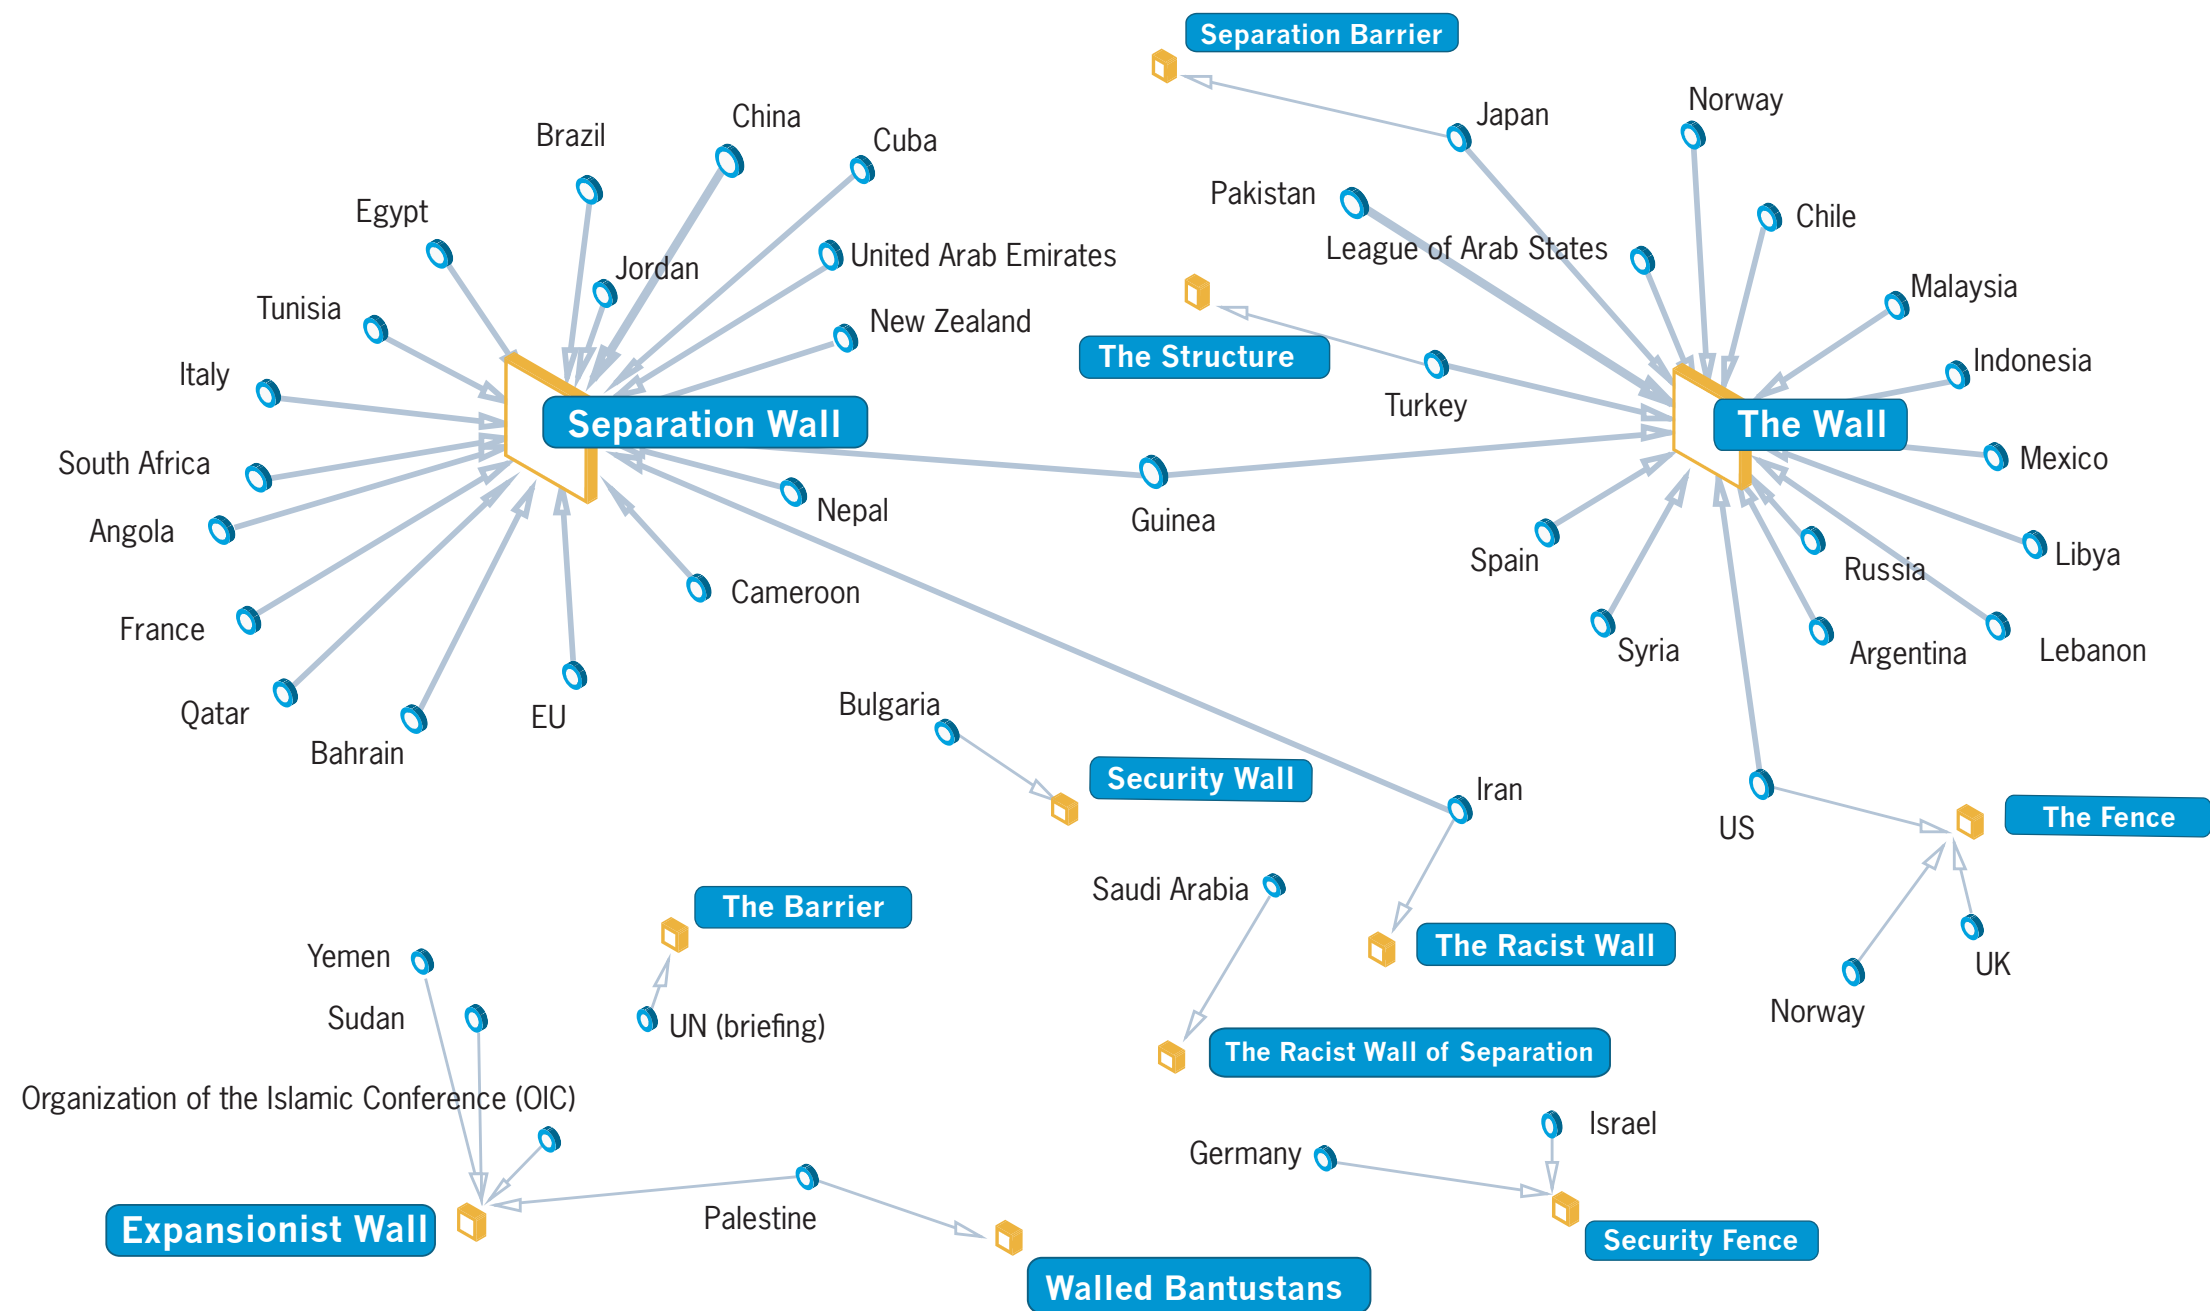 Separation Barrier
Norway
China
Japan
Brazil
Cuba
Pakistan
Egypt
Chile
League of Arab States
United Arab Emirates
Jordan
Malaysia
Tunisia
New Zealand
The Structure
Indonesia
Italy
Turkey
Separation Wall
The Wall
South Africa
Mexico
Nepal
Guinea
Angola
Spain
Libya
Russia
Cameroon
France
Syria
Argentina
Lebanon
Qatar
EU
Bulgaria
Bahrain
Security Wall
Iran
US
The Fence
Saudi Arabia
The Barrier
The Racist Wall
Yemen
UK
Norway
Sudan
UN (briefing)
The Racist Wall of Separation
Organization of the Islamic Conference (OIC)
Israel
Germany
Palestine
Expansionist Wall
Security Fence
Walled Bantustans